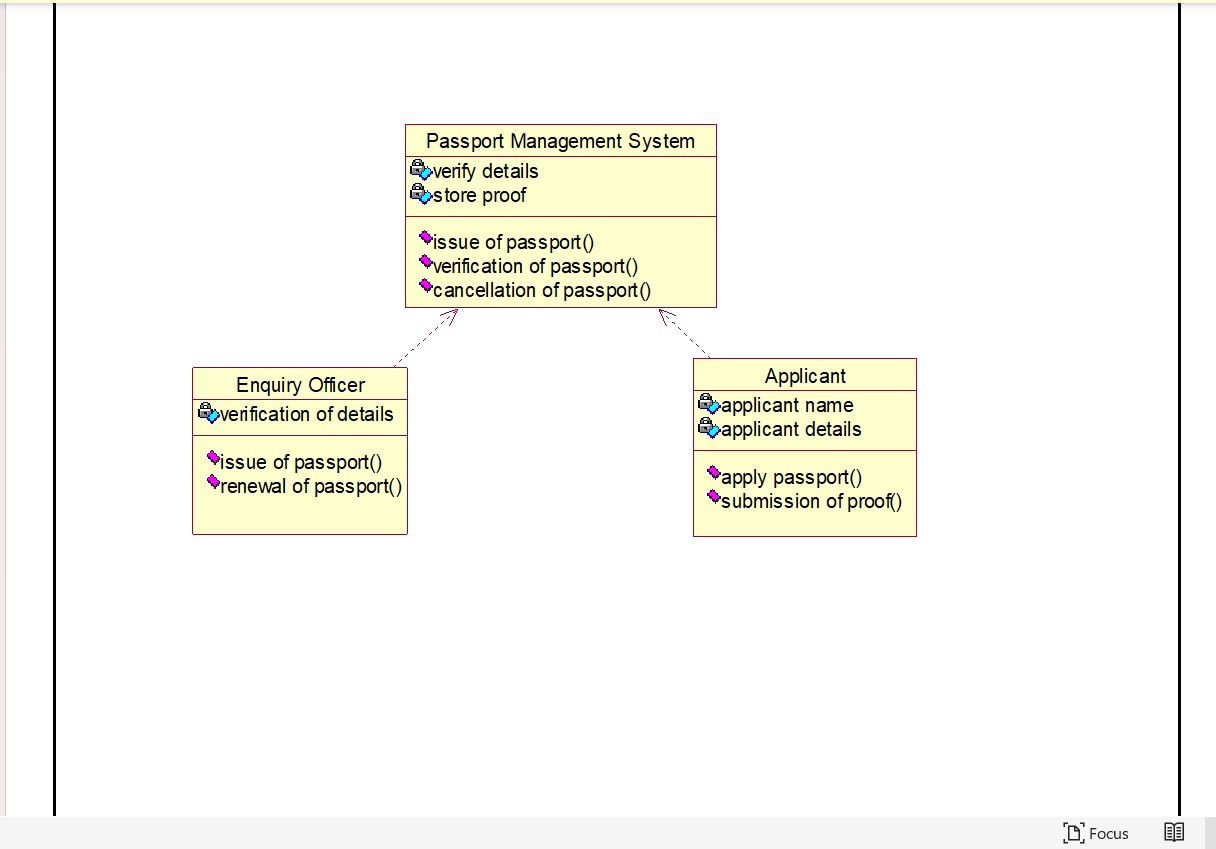 Passport Management System
verify details
store proof
issue of passport()
verification of passport()
cancellation of passport()
Enquiry Officer
verification of details
issue of passport()
renewal of passport()
Applicant
applicant name
applicant details
apply passport()
submission of proof()
Focus